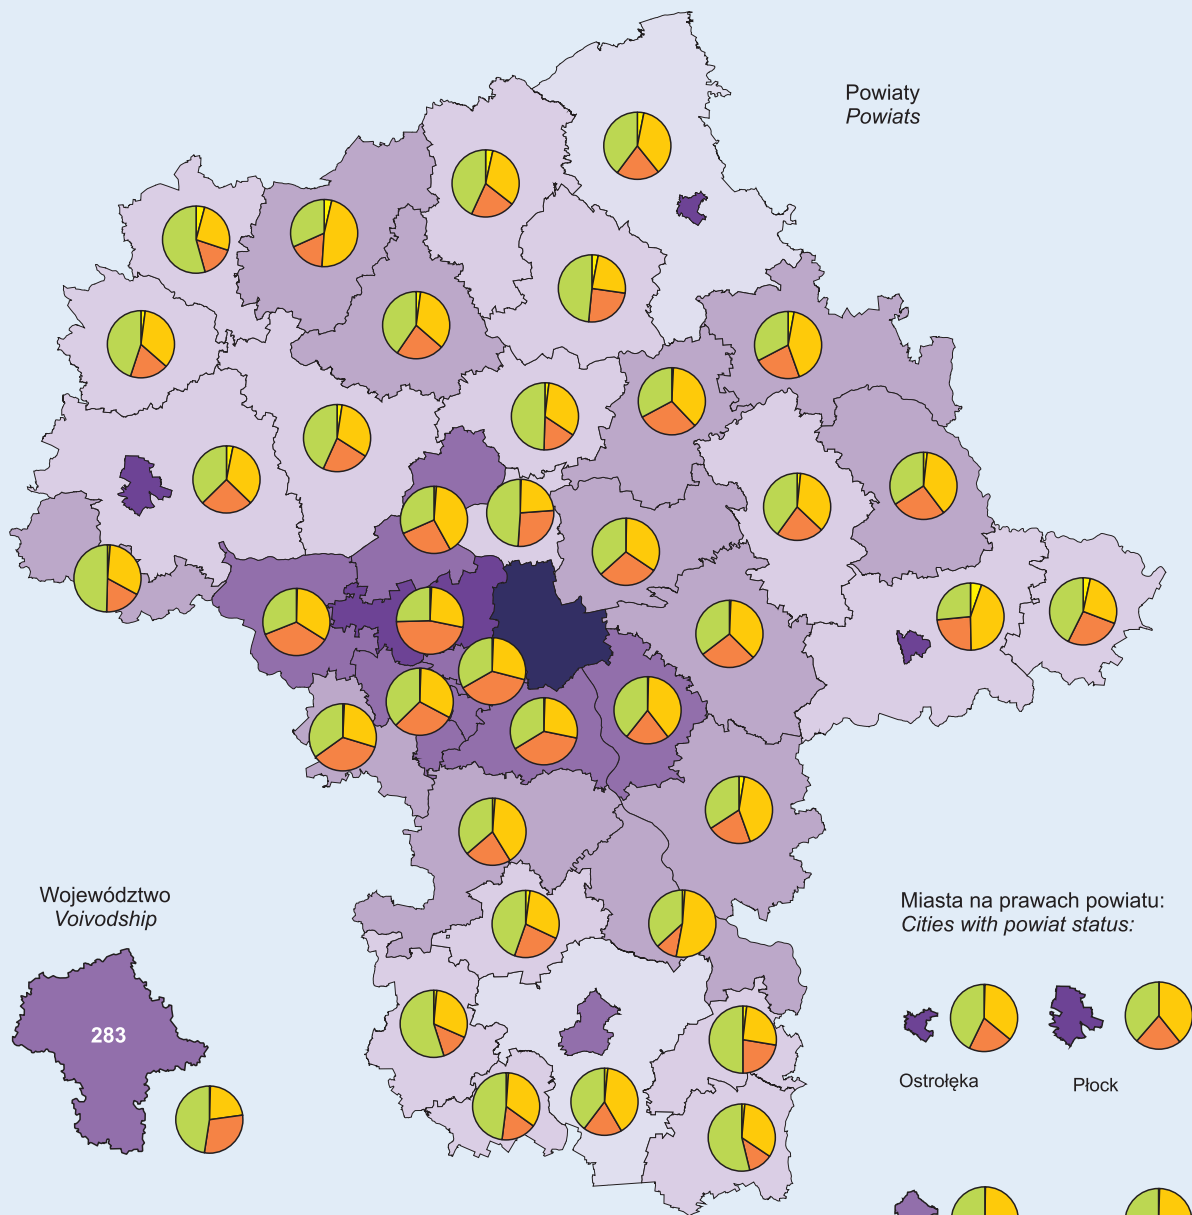 Powiaty
Powiats
Województwo
Voivodship
283
Miasta na prawach powiatu:
Cities with powiat status:
Ostrołęka
Płock